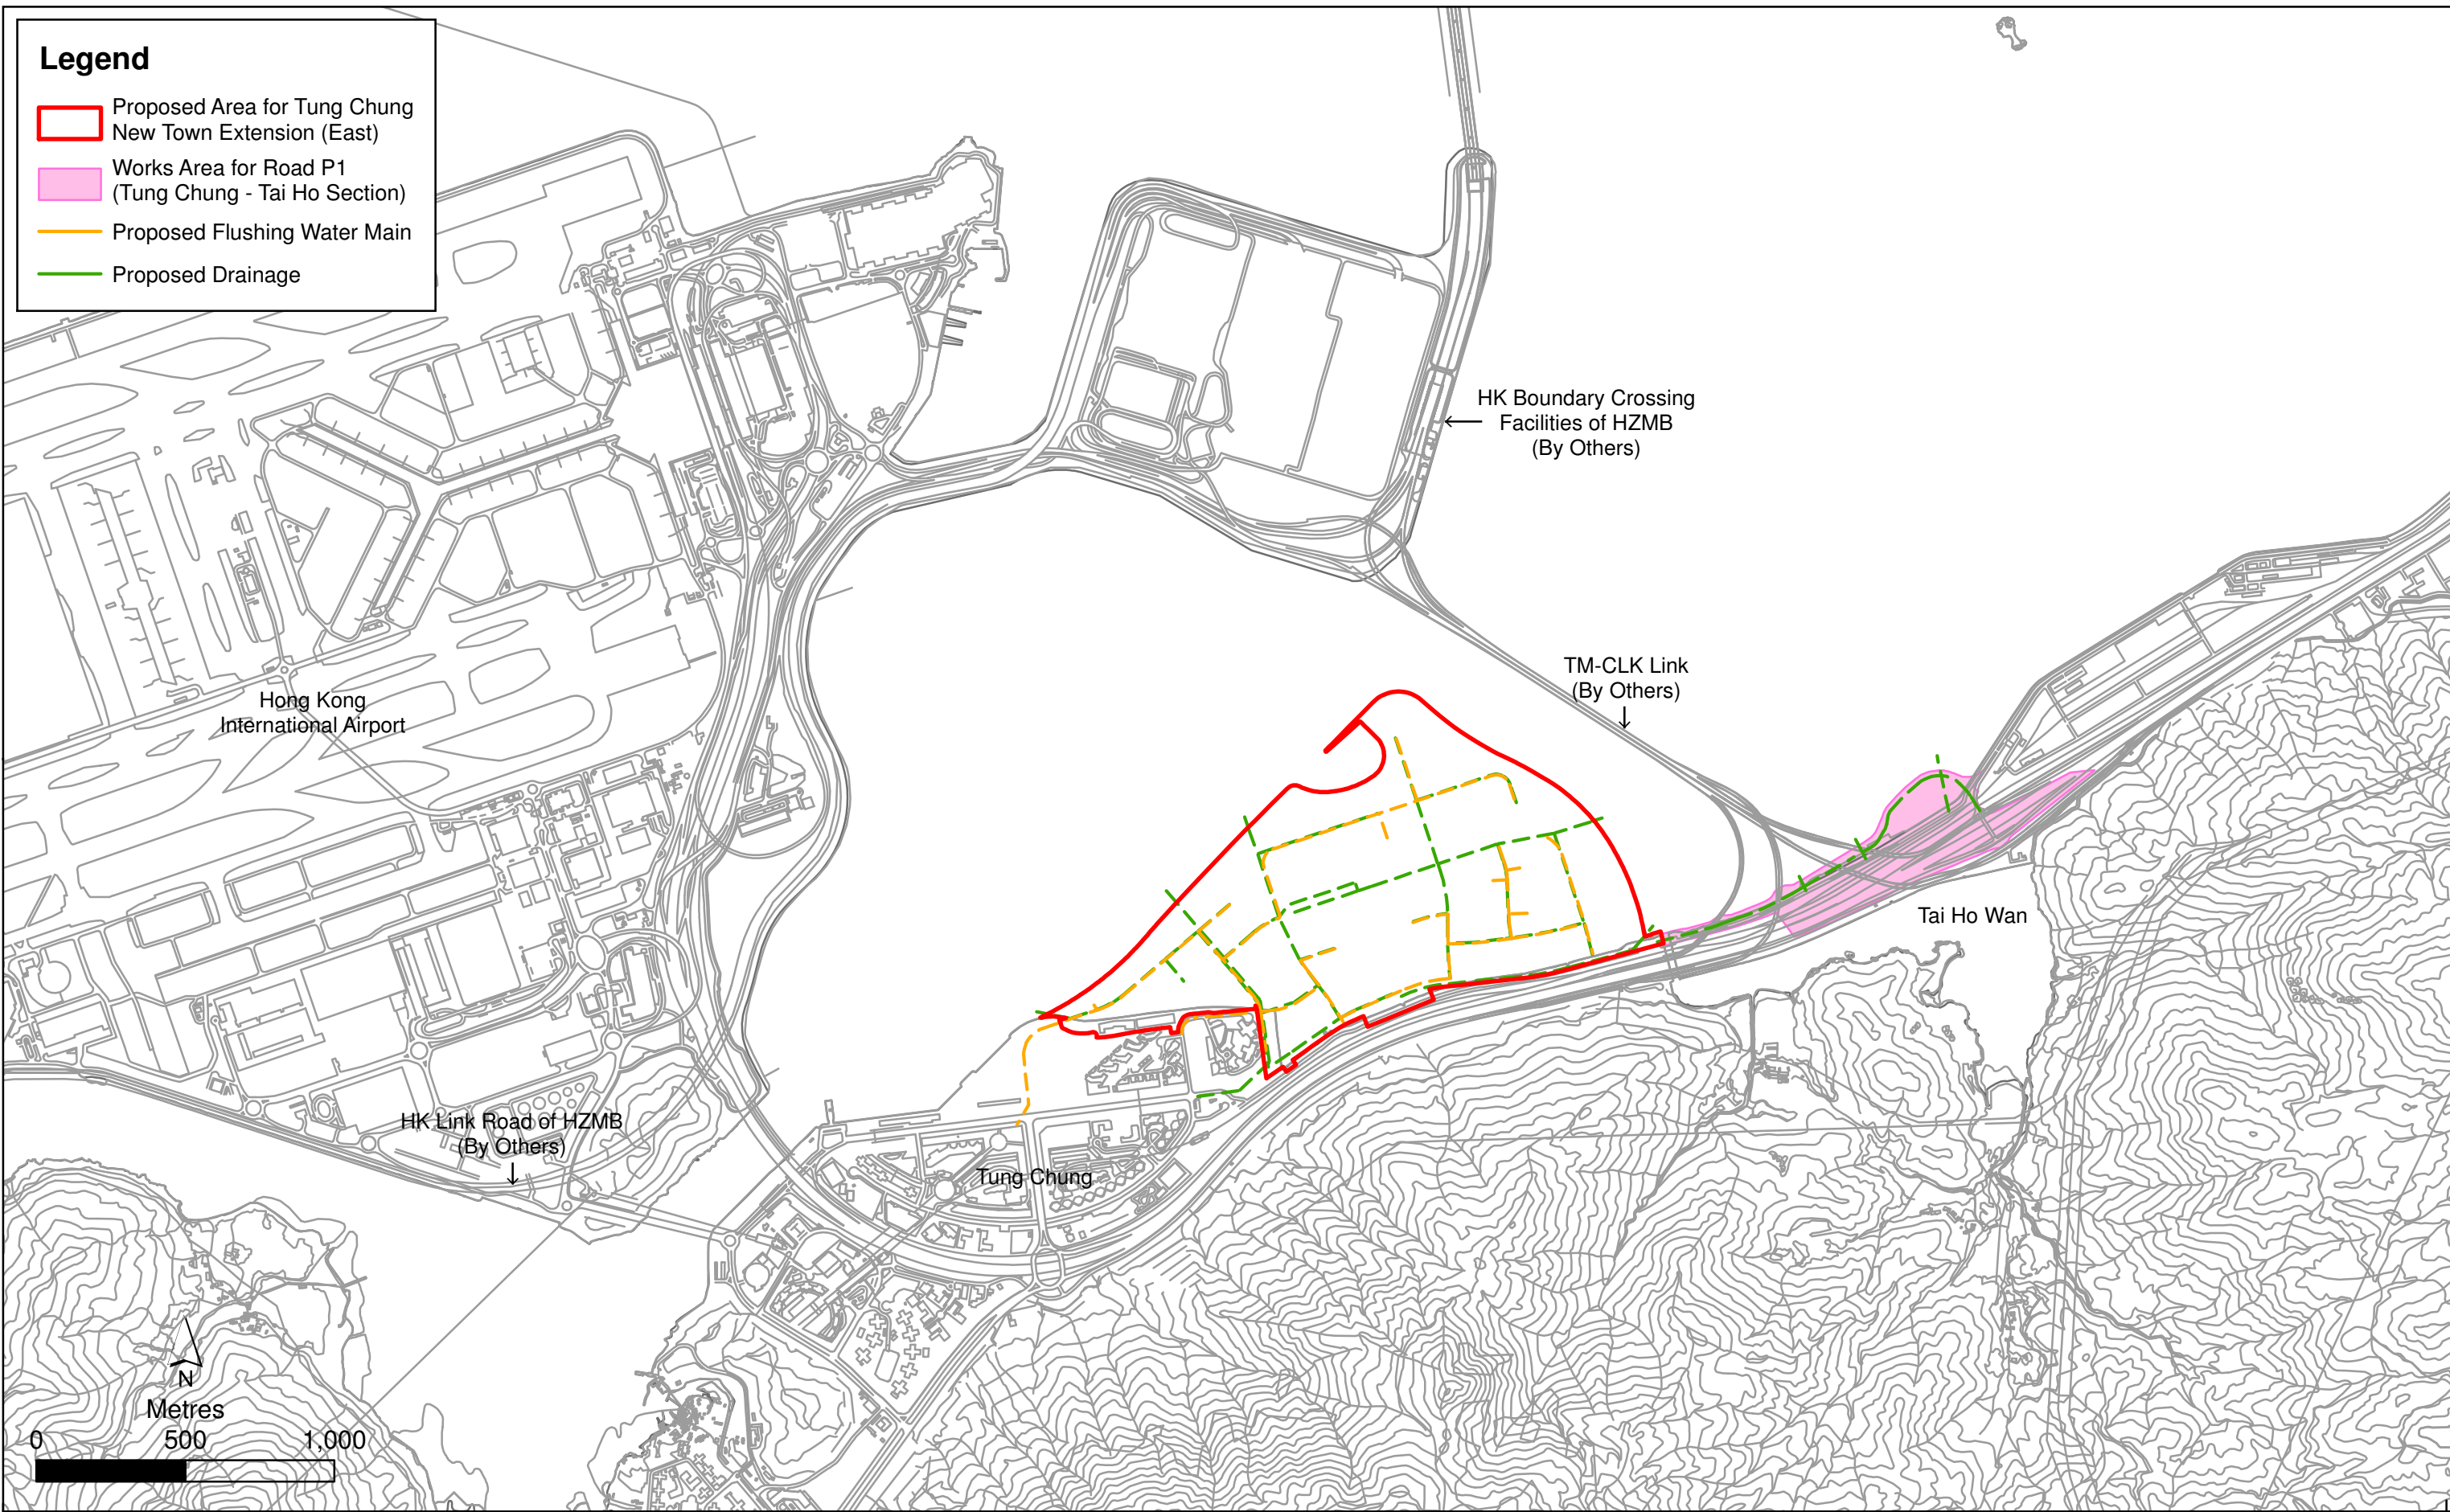 Legend
Proposed Area for Tung Chung
New Town Extension (East)
Works Area for Road P1
(Tung Chung - Tai Ho Section)
Proposed Flushing Water Main
Proposed Drainage
HK Boundary Crossing
Facilities of HZMB
(By Others)
TM-CLK Link
(By Others)
Hong Kong
International Airport
Tai Ho Wan
HK Link Road of HZMB
(By Others)
Tung Chung
N
Metres
0 500 1,000